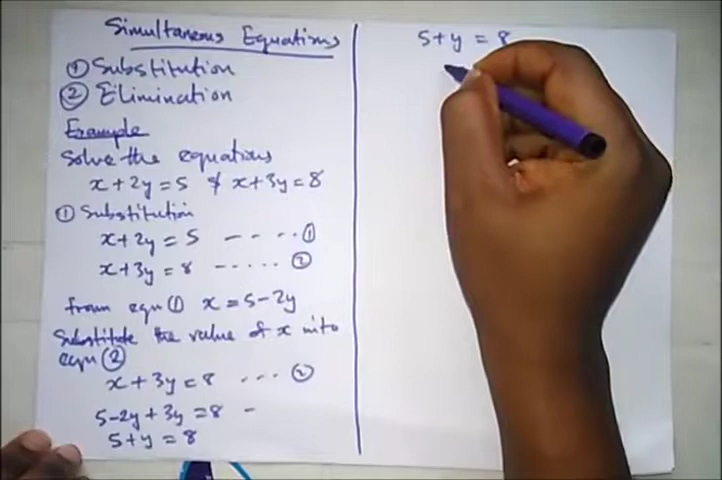 Simultaneous Equations
① Substitution
② Elimination
Example
Solve the equations
x+2y=5 & x+3y=8
① Substitution
x+2y=5 - - - - ①
x+3y=8 - - - - - ②
from eqn ① x=5-2y
Substitute the value of x into
eqn ②
x+3y=8 - - - ②
5-2y+3y=8 -
5+y=8
5+y=8